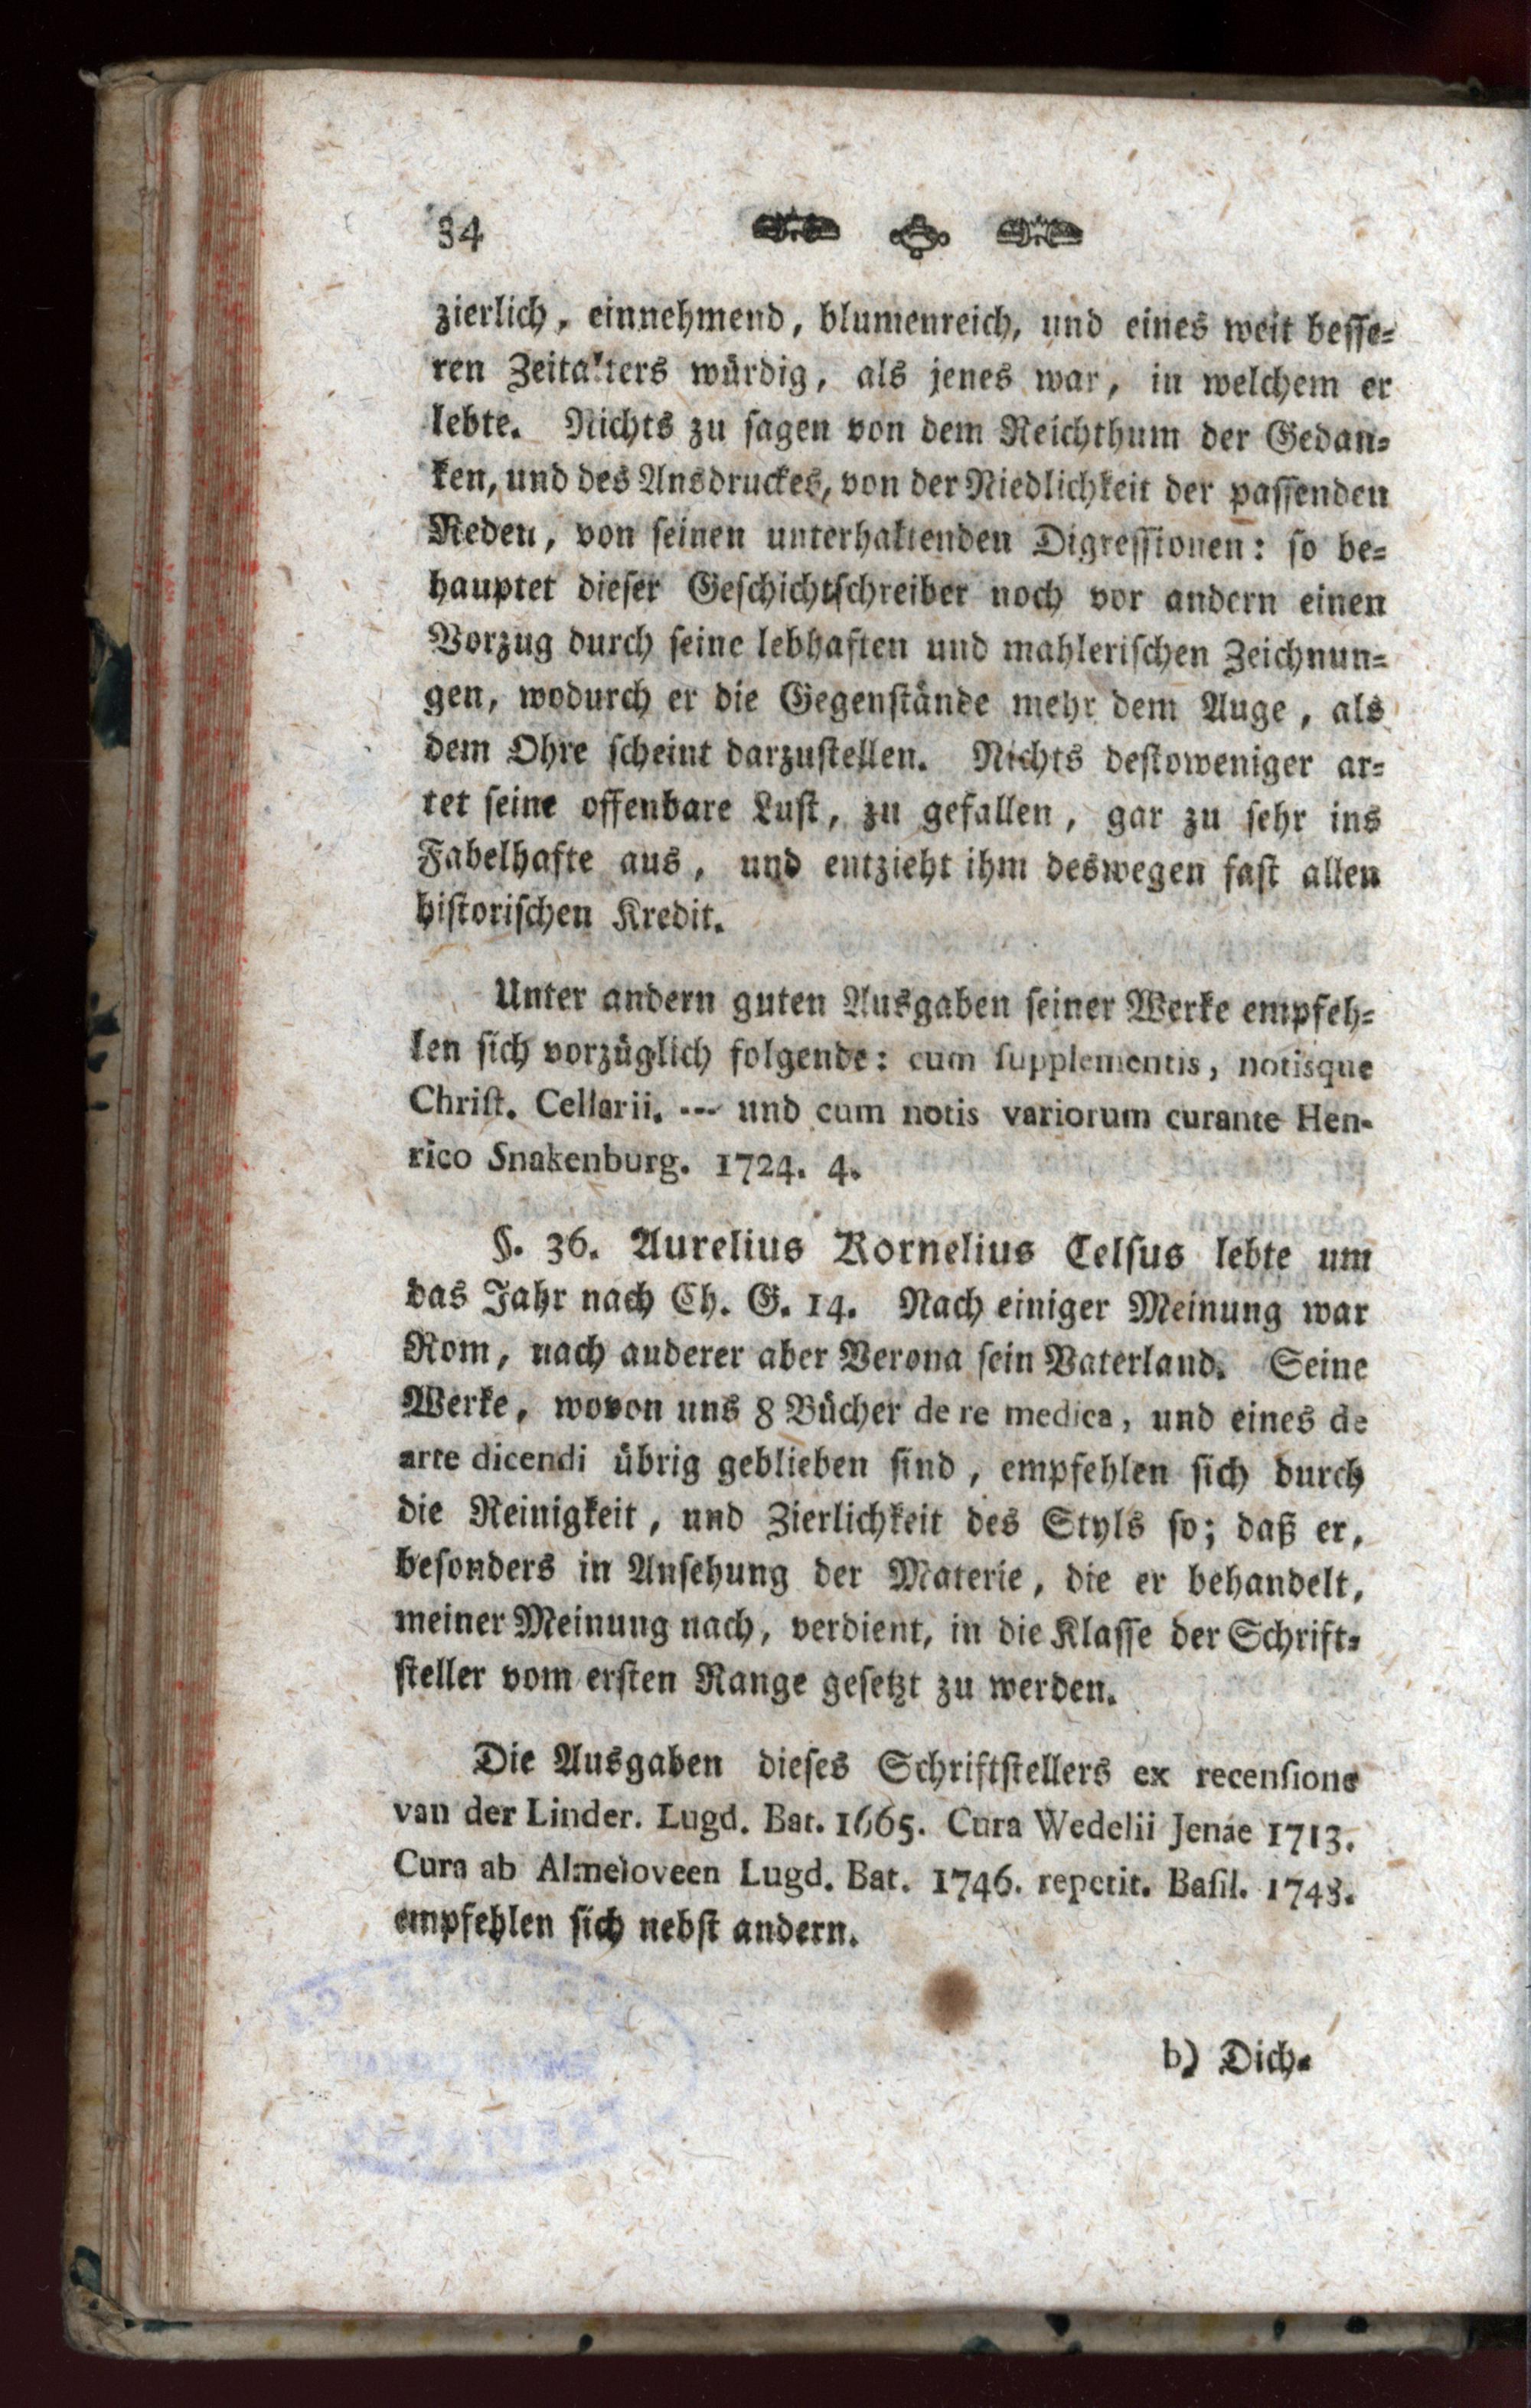 34
zierlich, einnehmend, blumenreich, und eines weit besse=
ren Zeitalters würdig, als jenes war, in welchem er
lebte. Nichts zu sagen von dem Reichthum der Gedan=
ken, und des Ansdruckes, von der Niedlichkeit der passenden
Reden, von seinen unterhaltenden Digressionen: so be=
hauptet dieser Geschichtschreiber noch vor andern einen
Vorzug durch seine lebhaften und mahlerischen Zeichnun=
gen, wodurch er die Gegenstände mehr dem Auge, als
dem Ohre scheint darzustellen. Nichts destoweniger ar=
tet seine offenbare Lust, zu gefallen, gar zu sehr ins
Fabelhafte aus, und entzieht ihm deswegen fast allen
historischen Kredit.
Unter andern guten Ausgaben seiner Werke empfeh=
len sich vorzüglich folgende: cum supplementis, notisque
Christ. Cellarii. --- und cum notis variorum curante Hen-
rico Snakenburg. 1724. 4.
§. 36. Aurelius Kornelius Celsus lebte um
das Jahr nach Ch. G. 14. Nach einiger Meinung war
Rom, nach anderer aber Verona sein Vaterland. Seine
Werke, wovon uns 8 Bücher de re medica, und eines de
arte dicendi übrig geblieben sind, empfehlen sich durch
die Reinigkeit, und Zierlichkeit des Styls so; daß er,
besonders in Ansehung der Materie, die er behandelt,
meiner Meinung nach, verdient, in die Klasse der Schrift=
steller vom ersten Range gesetzt zu werden.
Die Ausgaben dieses Schriftstellers ex recensione
van der Linder. Lugd. Bat. 1665. Cura Wedelii Jenae 1713.
Cura ab Almeloveen Lugd. Bat. 1746. repetit. Basil. 1748.
empfehlen sich nebst andern.
b) Dich=